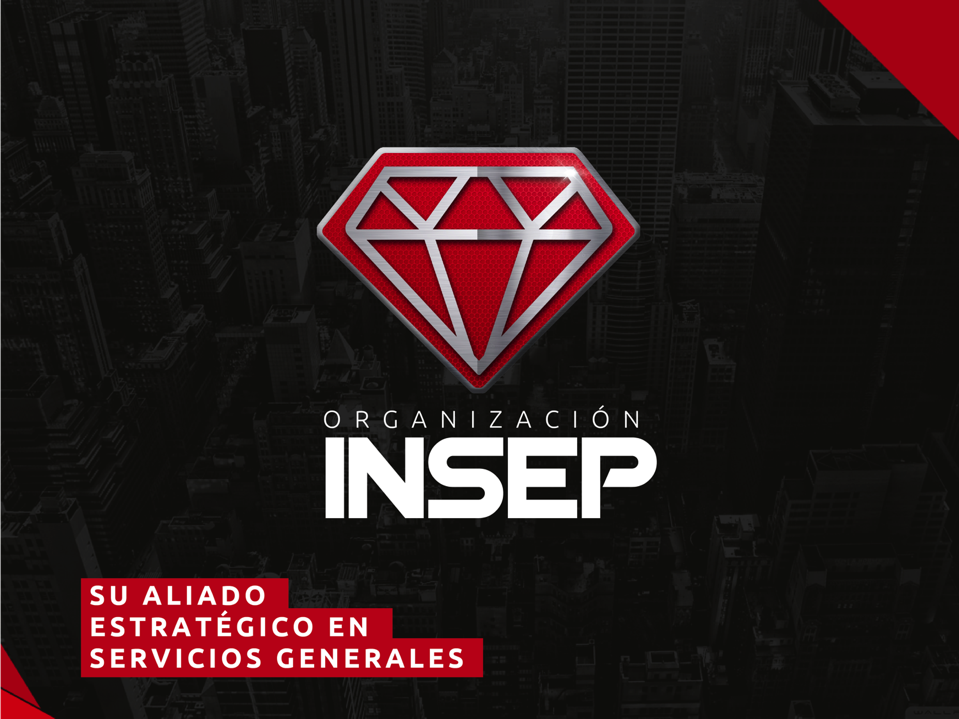 ORGANIZACIÓN
INSEP
SU ALIADO
ESTRATÉGICO EN
SERVICIOS GENERALES